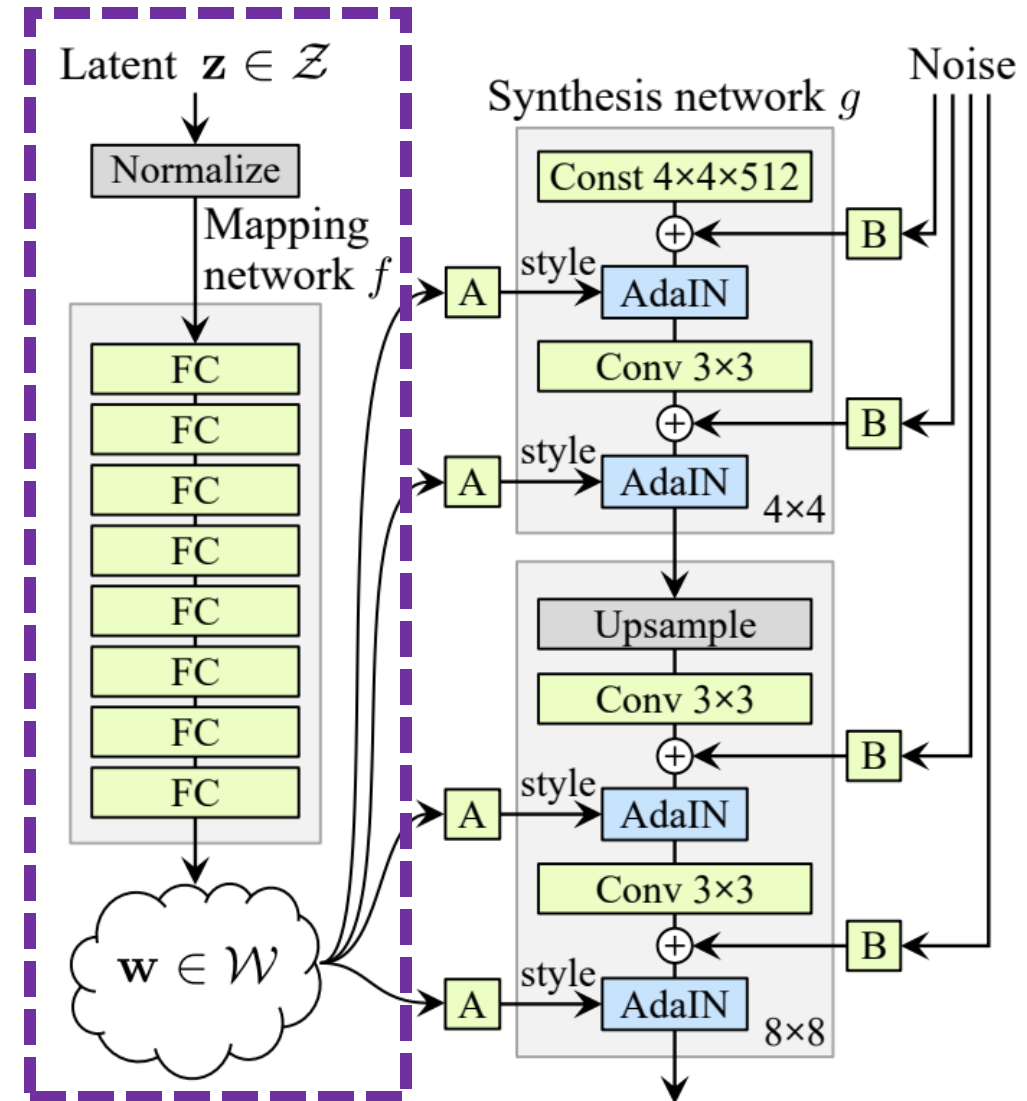 Latent z ∈ 𝒵
Normalize
Mapping
network f
FC
FC
FC
FC
FC
FC
FC
FC
w ∈ 𝒲
A
A
A
A
Noise
Synthesis network g
Const 4×4×512
+
B
style
AdaIN
Conv 3×3
+
B
style
AdaIN
4×4
Upsample
Conv 3×3
+
B
style
AdaIN
Conv 3×3
+
B
style
AdaIN
8×8